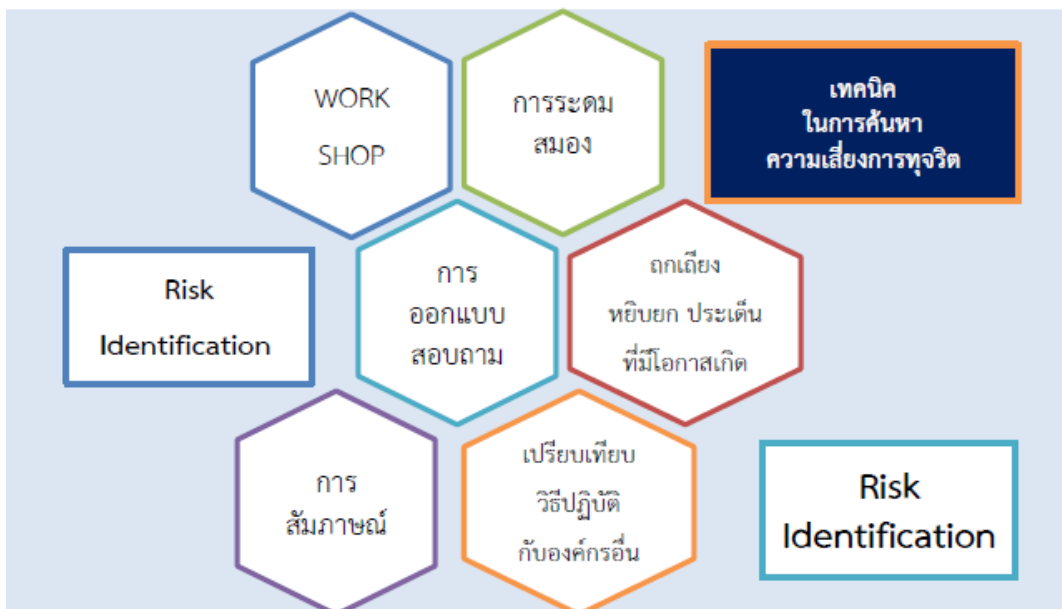 WORK
SHOP
การระดม
สมอง
เทคนิค
ในการค้นหา
ความเสี่ยงการทุจริต
Risk
Identification
การ
ออกแบบ
สอบถาม
ถกเถียง
หยิบยก ประเด็น
ที่มีโอกาสเกิด
การ
สัมภาษณ์
เปรียบเทียบ
วิธีปฏิบัติ
กับองค์กรอื่น
Risk
Identification